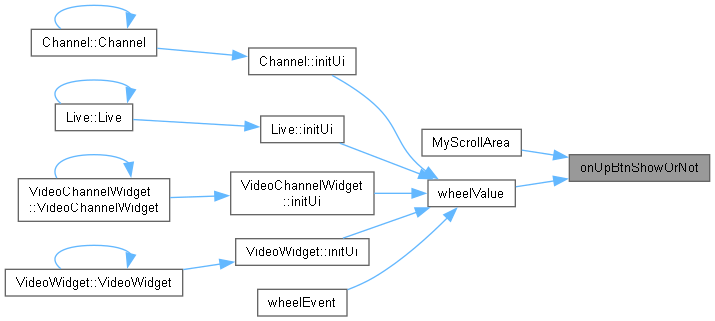 Channel::Channel
Channel::initUi
Live::Live
Live::initUi
MyScrollArea
onUpBtnShowOrNot
VideoChannelWidget
::VideoChannelWidget
VideoChannelWidget
::initUi
wheelValue
VideoWidget::initUi
VideoWidget::VideoWidget
wheelEvent